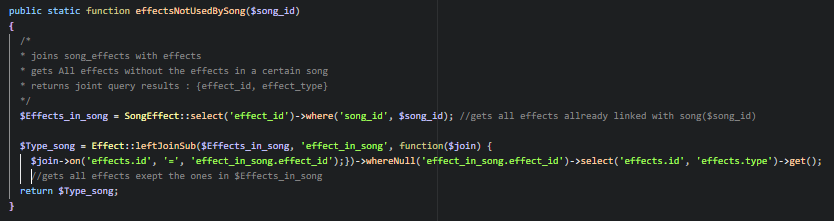 public static function effectsNotUsedBySong($song_id)
{
/*
* joins song_effects with effects
* gets All effects without the effects in a certain song
* returns joint query results : {effect_id, effect_type}
*/
$Effects_in_song = SongEffect::select('effect_id')->where('song_id', $song_id); //gets all effects allready linked with song($song_id)
$Type_song = Effect::leftJoinSub($Effects_in_song, 'effect_in_song', function($join) {
$join->on('effects.id', '=', 'effect_in_song.effect_id');})->whereNull('effect_in_song.effect_id')->select('effects.id', 'effects.type')->get();
//gets all effects exept the ones in $Effects_in_song
return $Type_song;
}